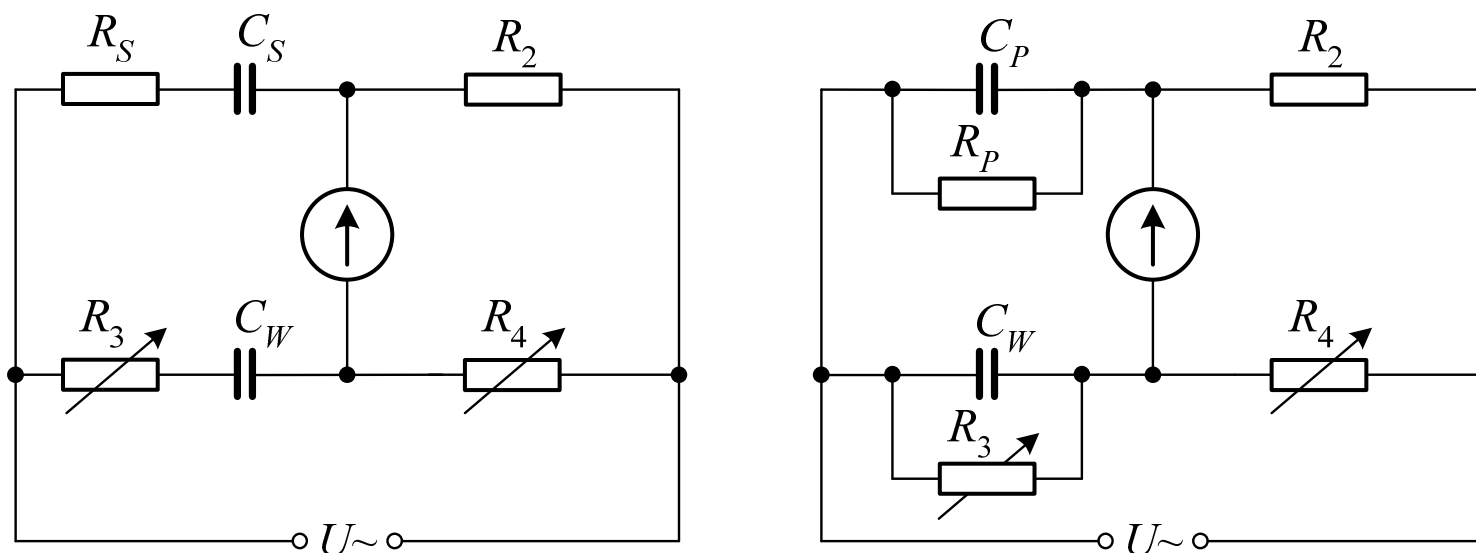 R_S C_S R_2
R_3 C_W R_4
U~
C_P R_2
R_P
C_W R_4
R_3
U~